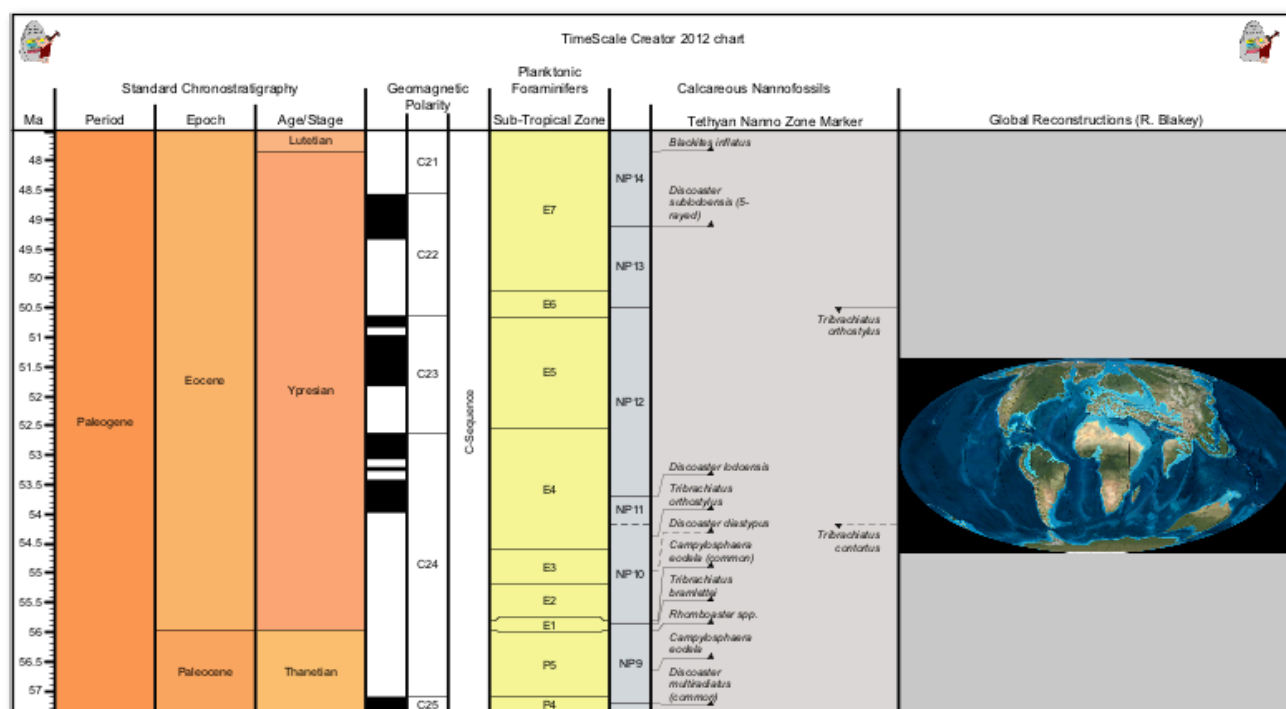 TimeScale Creator 2012 chart
Standard Chronostratigraphy
Geomagnetic
Polarity
Planktonic
Foraminifers
Calcareous Nannofossils
Ma
Period
Epoch
Age/Stage
Sub-Tropical Zone
Tethyan Nanno Zone Marker
Global Reconstructions (R. Blakey)
48
48.5
49
49.5
50
50.5
51
51.5
52
52.5
53
53.5
54
54.5
55
55.5
56
56.5
57
Paleogene
Eocene
Paleocene
Lutetian
Ypresian
Thanetian
C21
C22
C23
C24
C25
C-Sequence
E7
E6
E5
E4
E3
E2
E1
P5
P4
NP14
NP13
NP12
NP11
NP10
NP9
Blackites inflatus
Discoaster
sublodoensis (5-
rayed)
Tribrachiatus
orthostylus
Discoaster lodoensis
Tribrachiatus
orthostylus
Discoaster diastypus
Tribrachiatus
contortus
Campylosphaera
eodela (common)
Tribrachiatus
bramlettei
Rhomboaster spp.
Campylosphaera
eodela
Discoaster
multiradiatus
(common)